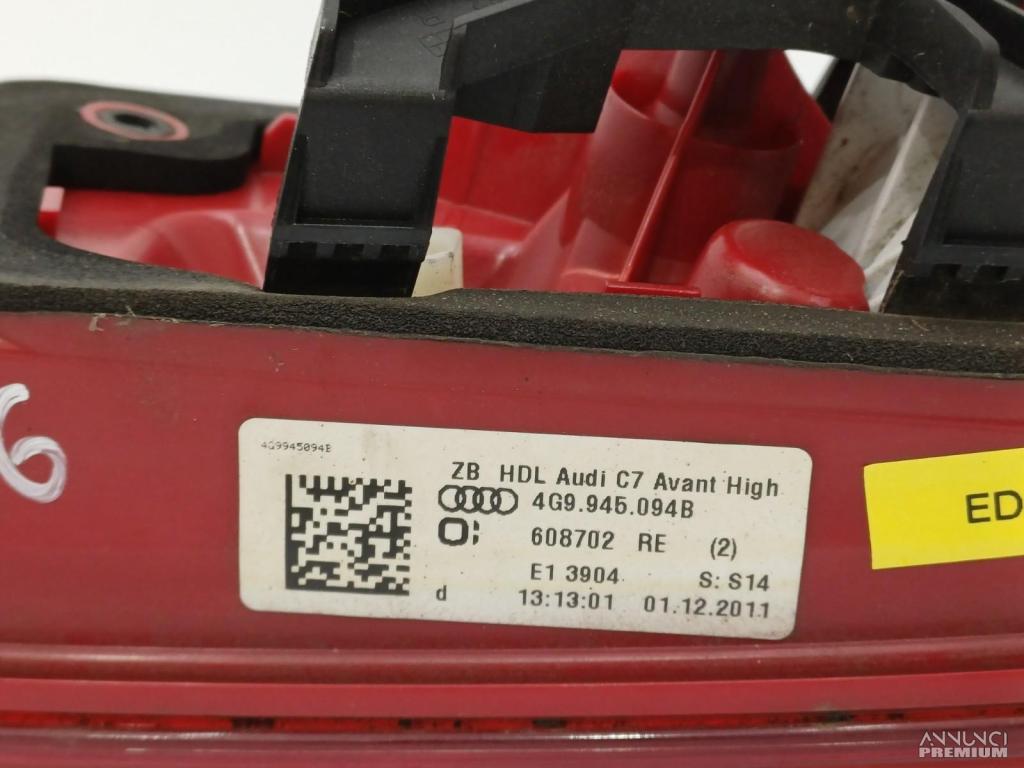 4G9945094B
ZB HDL Audi C7 Avant High
4G9.945.094B
608702 RE (2)
E1 3904 S: S14
d 13:13:01 01.12.2011
6
ED
ANNUNCI
PREMIUM